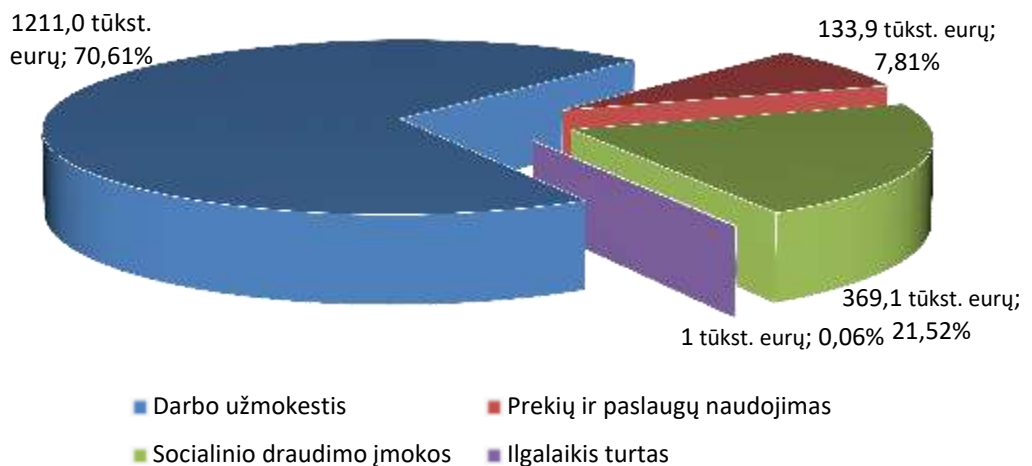 1211,0 tūkst.
eurų; 70,61%
133,9 tūkst. eurų;
7,81%
369,1 tūkst. eurų;
21,52%
1 tūkst. eurų; 0,06%
Darbo užmokestis
Prekių ir paslaugų naudojimas
Socialinio draudimo įmokos
Ilgalaikis turtas